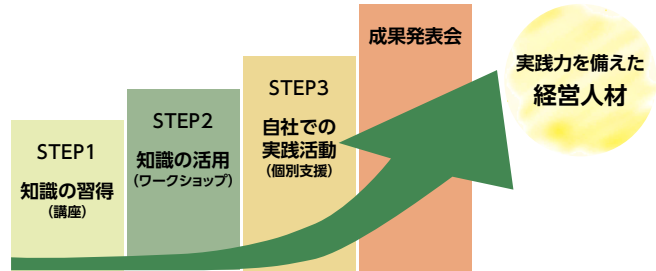 STEP1
知識の習得
（講座）
STEP2
知識の活用
（ワークショップ）
STEP3
自社での
実践活動
（個別支援）
成果発表会
実践力を備えた
経営人材